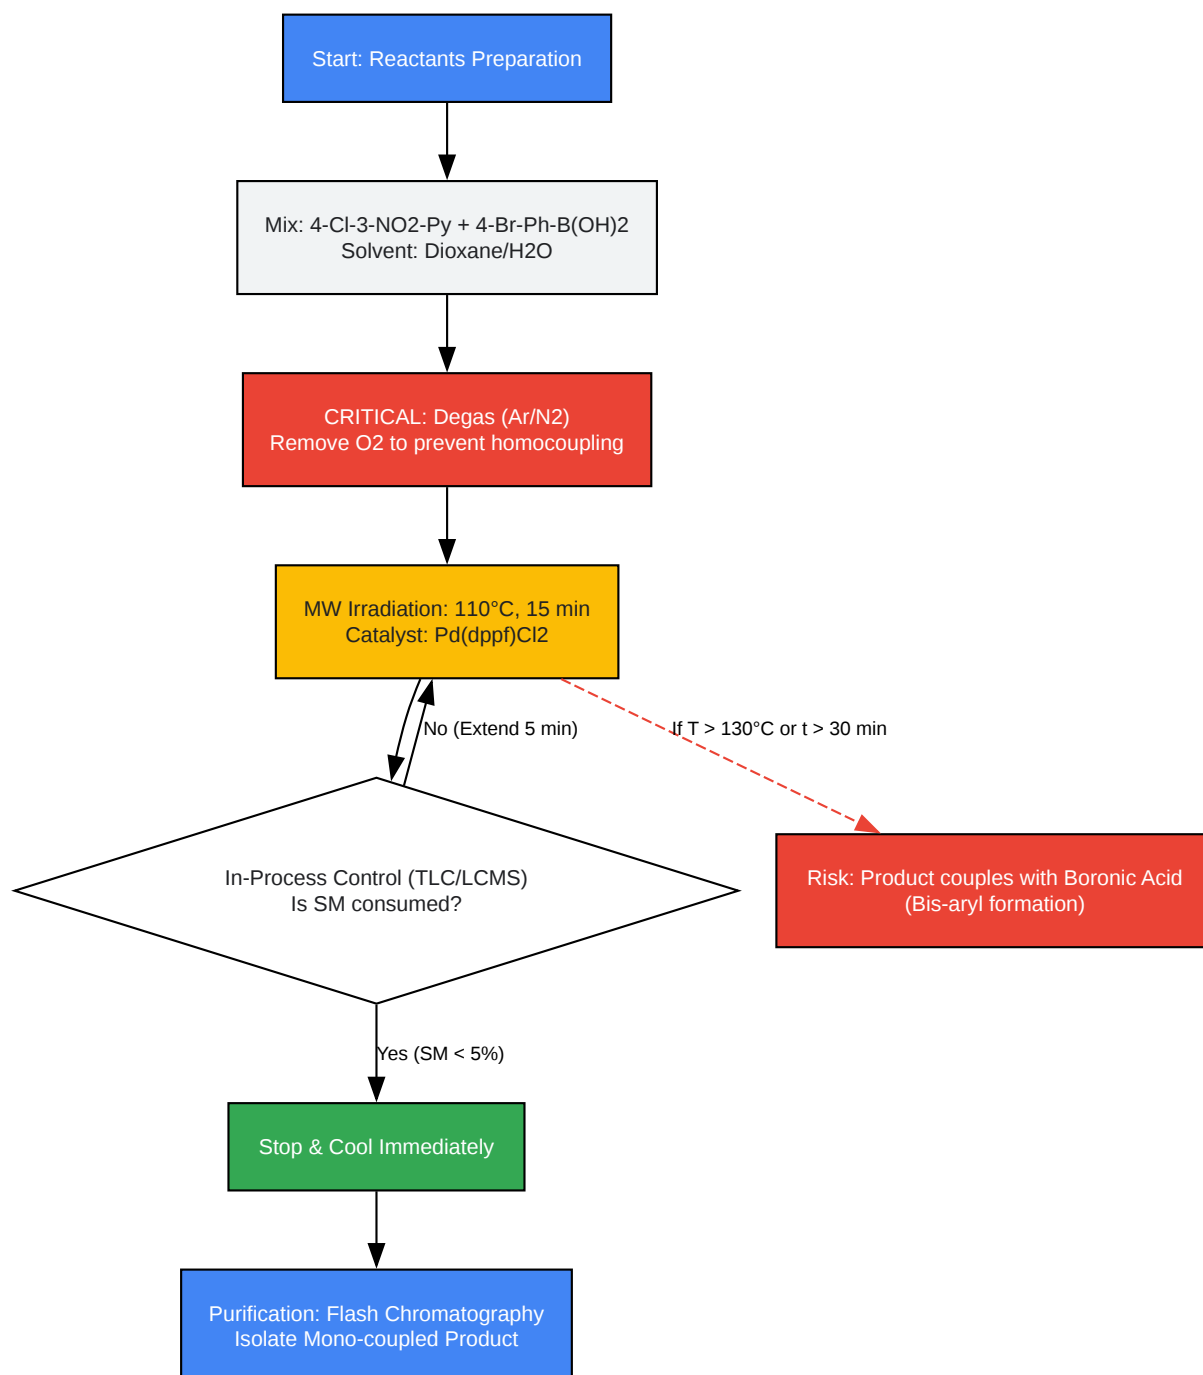 Start: Reactants Preparation
Mix: 4-Cl-3-NO2-Py + 4-Br-Ph-B(OH)2
Solvent: Dioxane/H2O
CRITICAL: Degas (Ar/N2)
Remove O2 to prevent homocoupling
MW Irradiation: 110°C, 15 min
Catalyst: Pd(dppf)Cl2
No (Extend 5 min)
If T > 130°C or t > 30 min
In-Process Control (TLC/LCMS)
Is SM consumed?
Risk: Product couples with Boronic Acid
(Bis-aryl formation)
Yes (SM < 5%)
Stop & Cool Immediately
Purification: Flash Chromatography
Isolate Mono-coupled Product